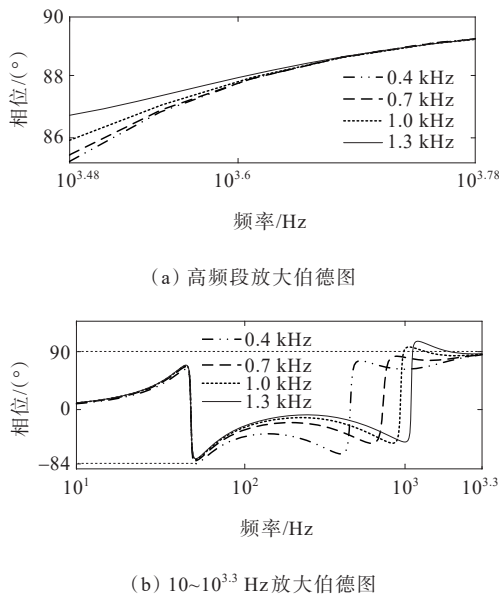 90
88
86
相位/(°)
0.4 kHz
0.7 kHz
1.0 kHz
1.3 kHz
10^3.48
10^3.6
10^3.78
频率/Hz
(a) 高频段放大伯德图
90
0
−84
相位/(°)
0.4 kHz
0.7 kHz
1.0 kHz
1.3 kHz
10^1
10^2
10^3
10^3.3
频率/Hz
(b) 10~10^3.3 Hz放大伯德图